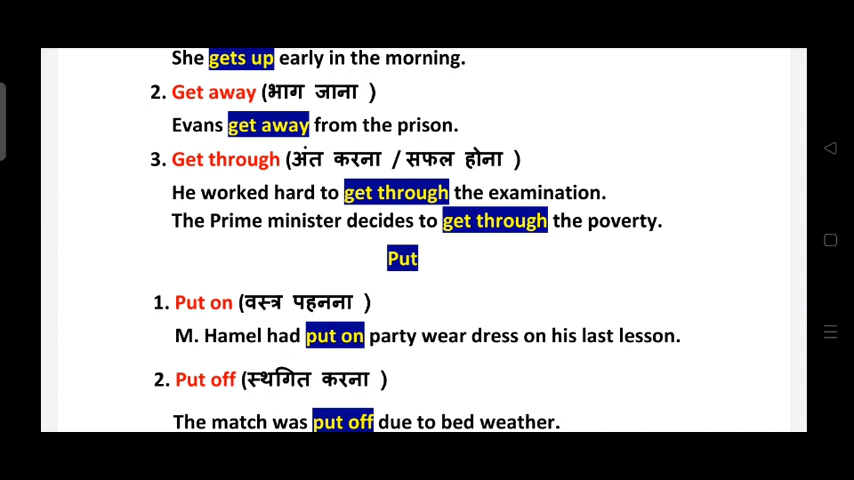 She gets up early in the morning.
2. Get away (भाग जाना )
Evans get away from the prison.
3. Get through (अंत करना / सफल होना )
He worked hard to get through the examination.
The Prime minister decides to get through the poverty.
Put
1. Put on (वस्त्र पहनना )
M. Hamel had put on party wear dress on his last lesson.
2. Put off (स्थगित करना )
The match was put off due to bed weather.